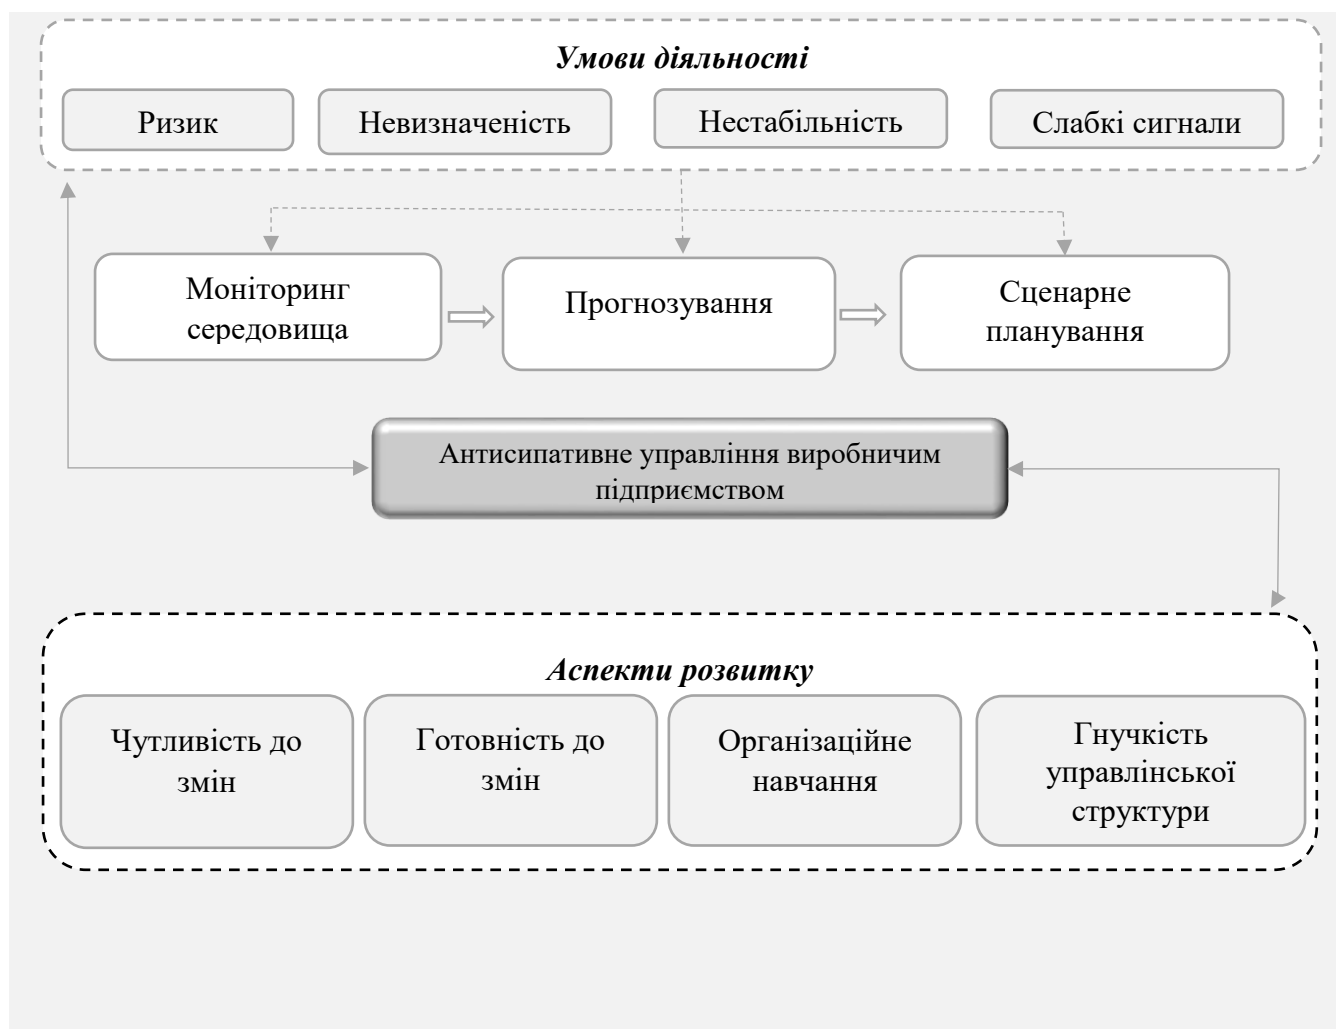 Умови діяльності
Ризик
Невизначеність
Нестабільність
Слабкі сигнали
Моніторинг
середовища
Прогнозування
Сценарне
планування
Антисипативне управління виробничим
підприємством
Аспекти розвитку
Чутливість до
змін
Готовність до
змін
Організаційне
навчання
Гнучкість
управлінської
структури